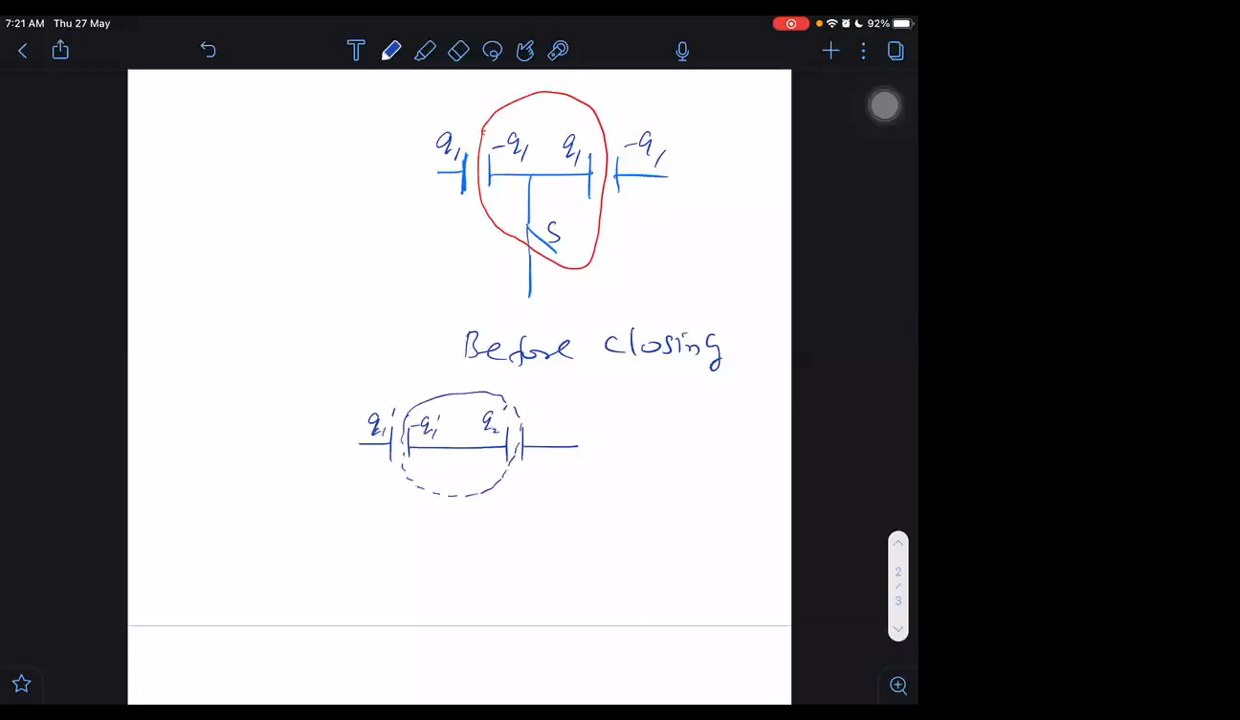 7:21 AM Thu 27 May
92%
T
q₁ -q₁ q₁ -q₁
S
Before closing
q₁' -q₁' q₂'
2
/
3